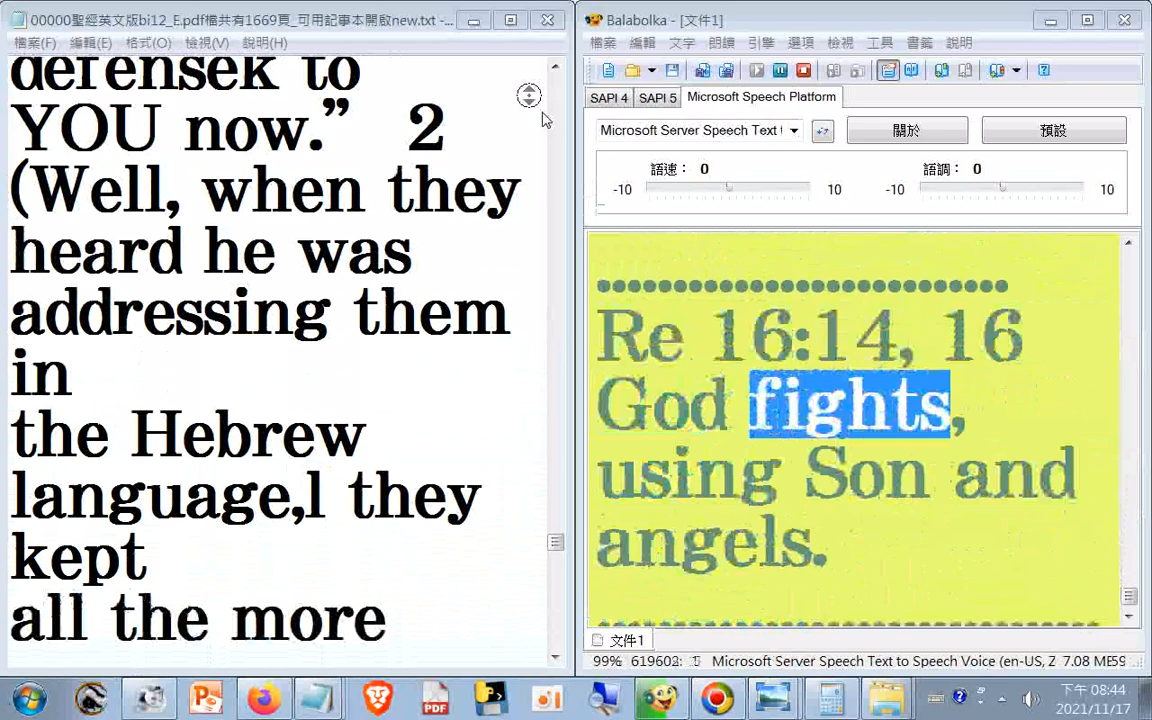 00000聖經英文版bi12_E.pdf檔共有1669頁_可用記事本開啟new.txt -...
檔案(F) 編輯(E) 格式(O) 檢視(V) 說明(H)
defensek to
YOU now.” 2
(Well, when they
heard he was
addressing them
in
the Hebrew
language,l they
kept
all the more
Balabolka - [文件1]
檔案 編輯 文字 朗讀 引擎 選項 檢視 工具 書籤 說明
SAPI 4 SAPI 5 Microsoft Speech Platform
Microsoft Server Speech Text 關於 預設
語速： 0 語調： 0
-10 10 -10 10
Re 16:14, 16
God fights,
using Son and
angels.
文件1
99% 619602: Microsoft Server Speech Text to Speech Voice (en-US, Z 7.08 ME59
下午 08:44
2021/11/17